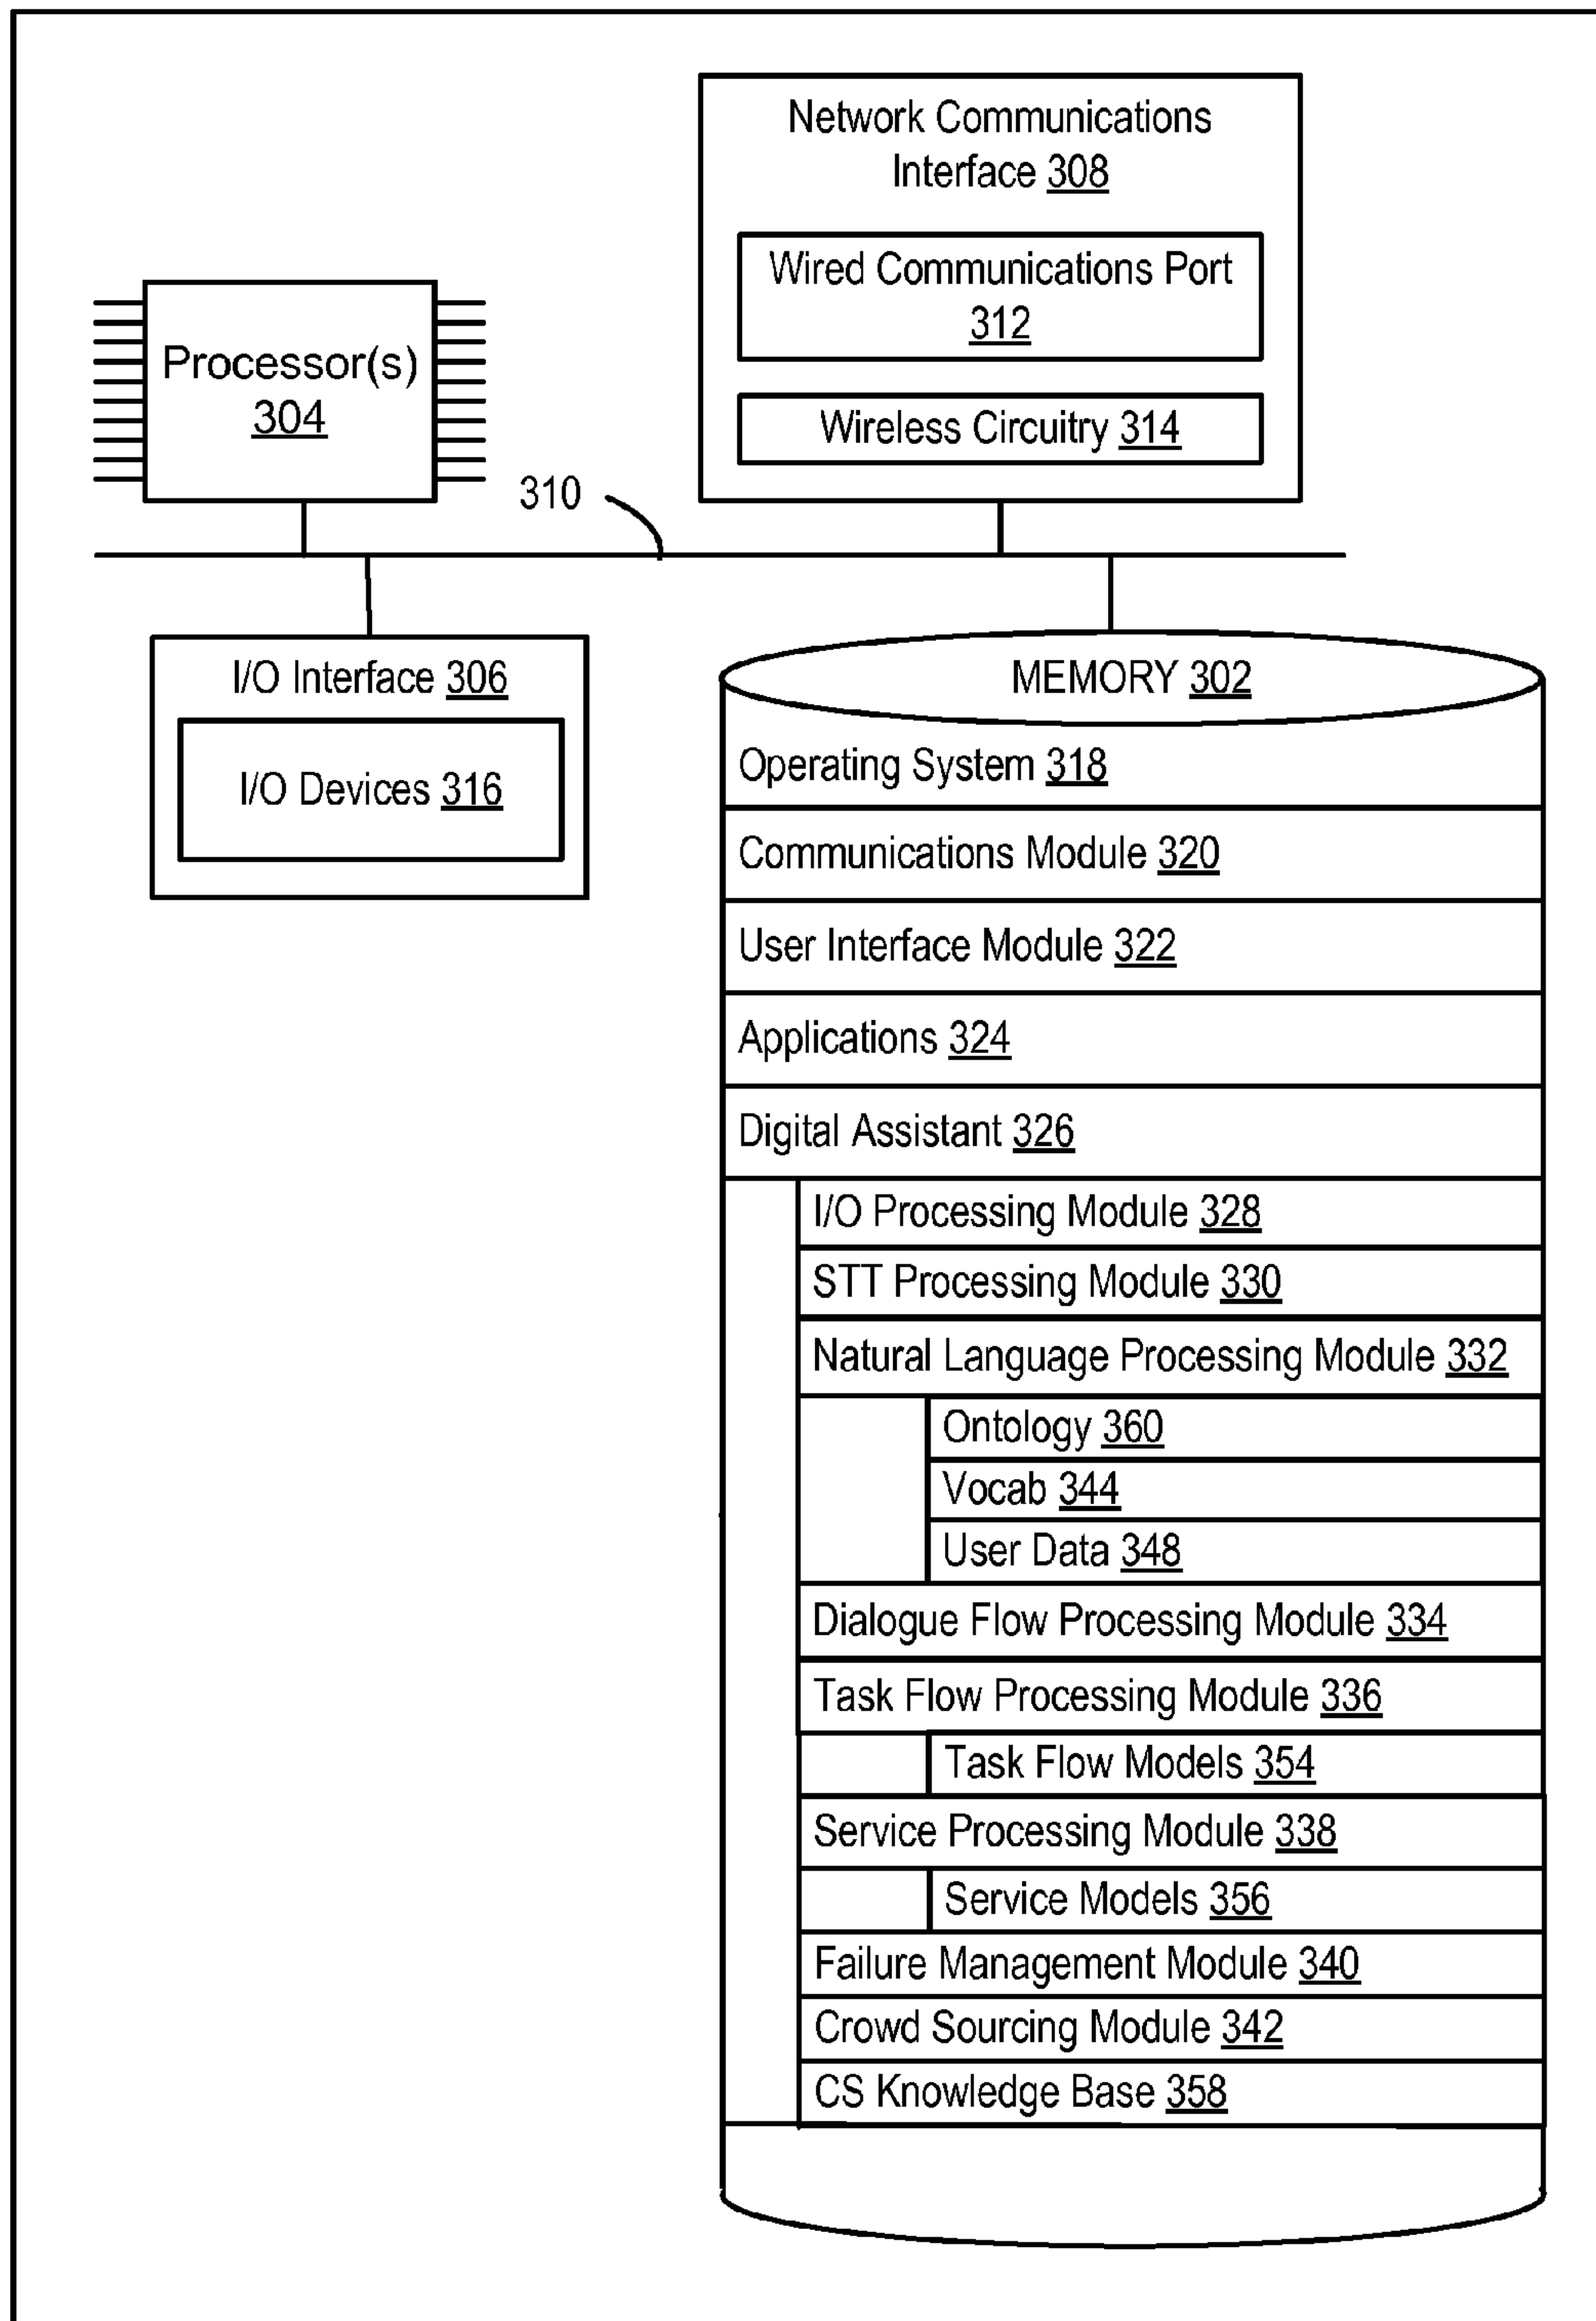 Network Communications
Interface 308
Wired Communications Port
312
Wireless Circuitry 314
Processor(s)
304
310
I/O Interface 306
I/O Devices 316
MEMORY 302
Operating System 318
Communications Module 320
User Interface Module 322
Applications 324
Digital Assistant 326
I/O Processing Module 328
STT Processing Module 330
Natural Language Processing Module 332
Ontology 360
Vocab 344
User Data 348
Dialogue Flow Processing Module 334
Task Flow Processing Module 336
Task Flow Models 354
Service Processing Module 338
Service Models 356
Failure Management Module 340
Crowd Sourcing Module 342
CS Knowledge Base 358